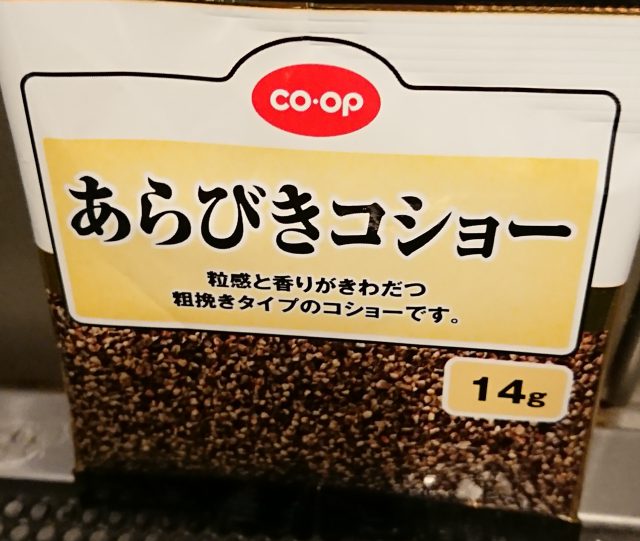 CO·OP
あらびきコショー
粒感と香りがきわだつ
粗挽きタイプのコショーです。
14g